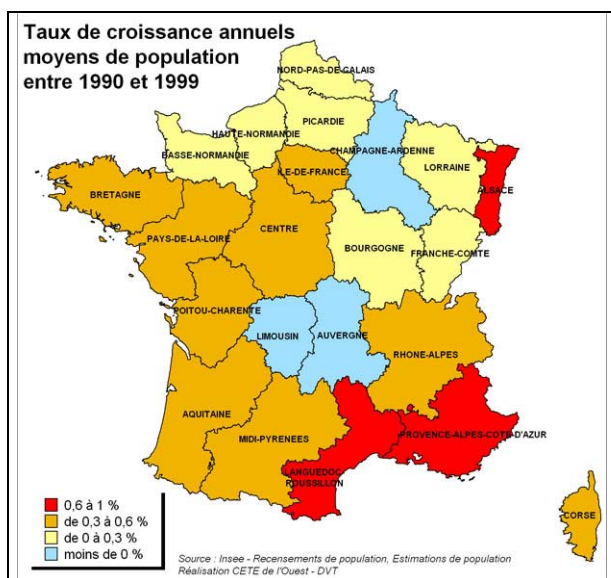 Taux de croissance annuels
moyens de population
entre 1990 et 1999
NORD-PAS-DE-CALAIS
PICARDIE
HAUTE-NORMANDIE
BASSE-NORMANDIE
CHAMPAGNE-ARDENNE
LORRAINE
ILE-DE-FRANCE
ALSACE
BRETAGNE
PAYS-DE-LA-LOIRE
CENTRE
BOURGOGNE
FRANCHE-COMTE
POITOU-CHARENTE
LIMOUSIN
AUVERGNE
RHONE-ALPES
AQUITAINE
MIDI-PYRENEES
PROVENCE-ALPES-COTE-D'AZUR
LANGUEDOC
ROUSSILLON
CORSE
0,6 à 1 %
de 0,3 à 0,6 %
de 0 à 0,3 %
moins de 0 %
Source : Insee - Recensements de population, Estimations de population
Réalisation CETE de l'Ouest - DVT